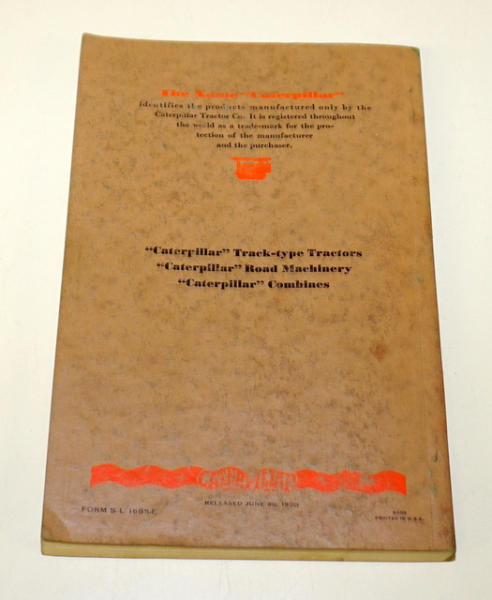 The Name "Caterpillar"
identifies the products manufactured only by the
Caterpillar Tractor Co. It is registered throughout
the world as a trademark for the pro-
tection of the manufacturer
and the purchaser.
"Caterpillar" Track-type Tractors
"Caterpillar" Road Machinery
"Caterpillar" Combines
CATERPILLAR
RELEASED JUNE
FORM S L
PRINTED IN U.S.A.